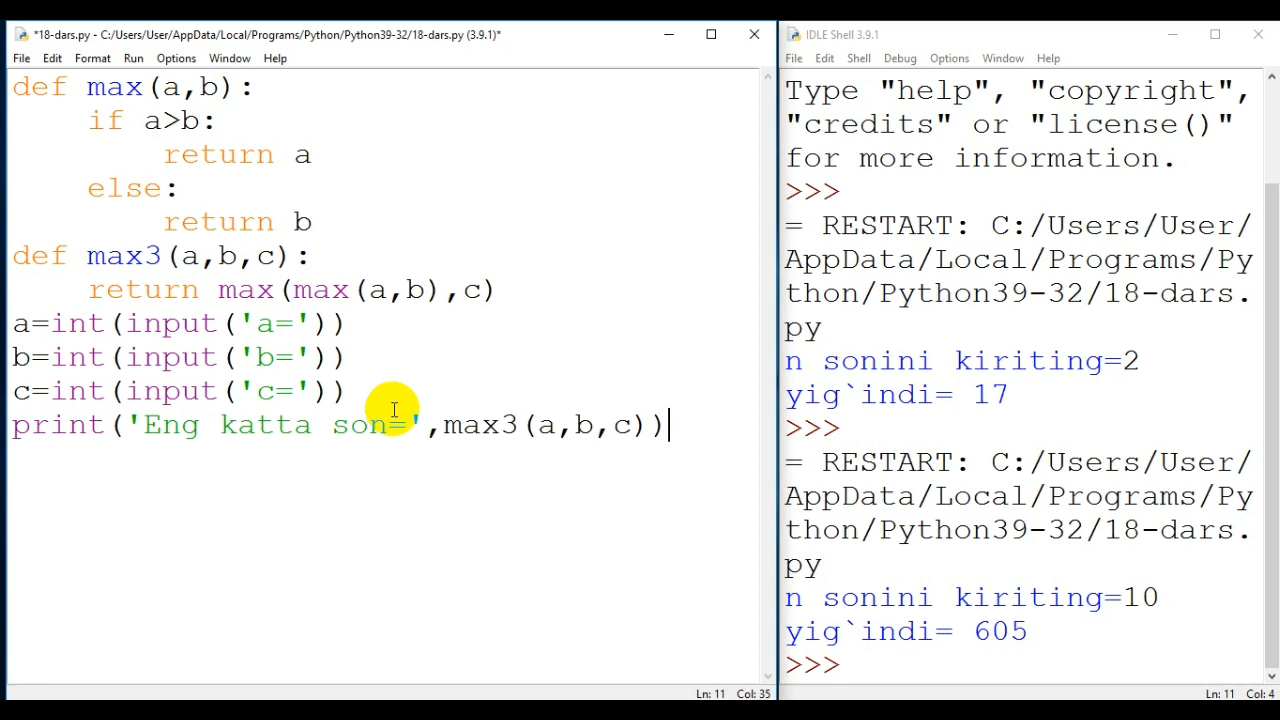 *18-dars.py - C:/Users/User/AppData/Local/Programs/Python/Python39-32/18-dars.py (3.9.1)*
File Edit Format Run Options Window Help
def max(a,b):
    if a>b:
        return a
    else:
        return b
def max3(a,b,c):
    return max(max(a,b),c)
a=int(input('a='))
b=int(input('b='))
c=int(input('c='))
print('Eng katta son=',max3(a,b,c))
Ln: 11 Col: 35
IDLE Shell 3.9.1
File Edit Shell Debug Options Window Help
Type "help", "copyright",
"credits" or "license()"
for more information.
>>>
= RESTART: C:/Users/User/
AppData/Local/Programs/Py
thon/Python39-32/18-dars.
py
n sonini kiriting=2
yig`indi= 17
>>>
= RESTART: C:/Users/User/
AppData/Local/Programs/Py
thon/Python39-32/18-dars.
py
n sonini kiriting=10
yig`indi= 605
>>>
Ln: 11 Col: 4